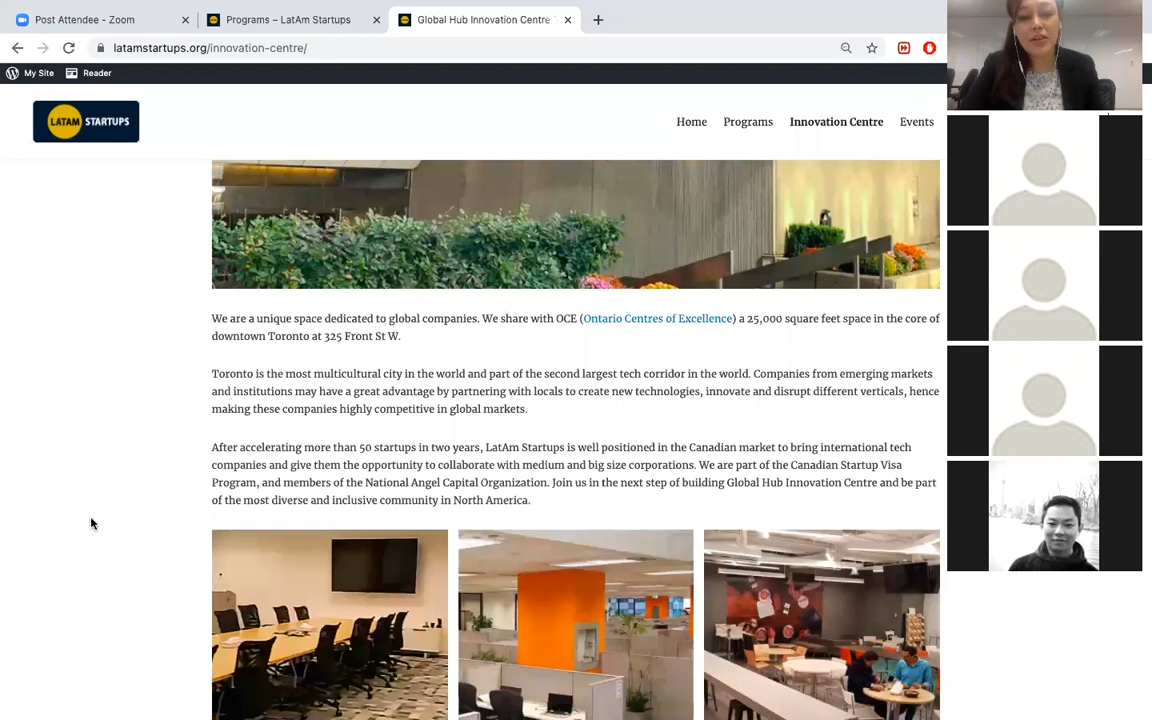 Post Attendee - Zoom
Programs – LatAm Startups
Global Hub Innovation Centre
latamstartups.org/innovation-centre/
My Site
Reader
LATAM STARTUPS
Home
Programs
Innovation Centre
Events
We are a unique space dedicated to global companies. We share with OCE (Ontario Centres of Excellence) a 25,000 square feet space in the core of
downtown Toronto at 325 Front St W.
Toronto is the most multicultural city in the world and part of the second largest tech corridor in the world. Companies from emerging markets
and institutions may have a great advantage by partnering with locals to create new technologies, innovate and disrupt different verticals, hence
making these companies highly competitive in global markets.
After accelerating more than 50 startups in two years, LatAm Startups is well positioned in the Canadian market to bring international tech
companies and give them the opportunity to collaborate with medium and big size corporations. We are part of the Canadian Startup Visa
Program, and members of the National Angel Capital Organization. Join us in the next step of building Global Hub Innovation Centre and be part
of the most diverse and inclusive community in North America.